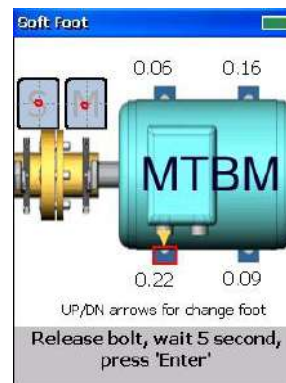 Soft Foot
0.06 0.16
S M
MTBM
0.22 0.09
UP/DN arrows for change foot
Release bolt, wait 5 second,
press 'Enter'